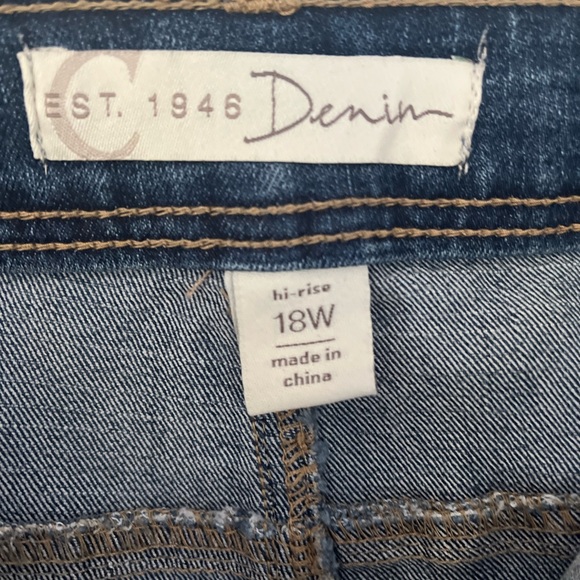 C
EST. 1946 Denim
hi-rise
18W
made in
china